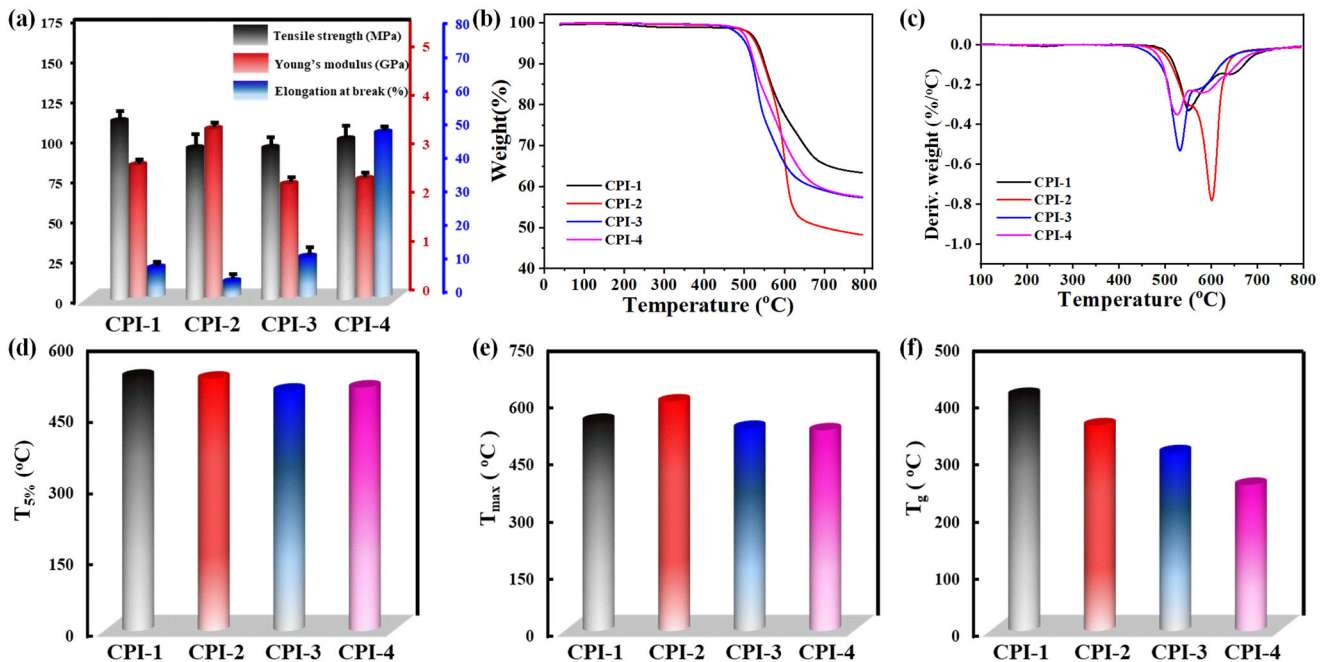 (a)
175
150
125
100
75
50
25
0
Tensile strength (MPa)
Young's modulus (GPa)
Elongation at break (%)
5
4
3
2
1
0
80
70
60
50
40
30
20
10
0
CPI-1 CPI-2 CPI-3 CPI-4
(b)
Weight(%)
100
90
80
70
60
50
40
CPI-1
CPI-2
CPI-3
CPI-4
0 100 200 300 400 500 600 700 800
Temperature (°C)
(c)
Deriv. weight (%/°C)
0.0
-0.2
-0.4
-0.6
-0.8
-1.0
CPI-1
CPI-2
CPI-3
CPI-4
100 200 300 400 500 600 700 800
Temperature (°C)
(d)
T5% (°C)
600
450
300
150
0
CPI-1 CPI-2 CPI-3 CPI-4
(e)
Tmax ( °C )
750
600
450
300
150
0
CPI-1 CPI-2 CPI-3 CPI-4
(f)
Tg ( °C )
500
400
300
200
100
0
CPI-1 CPI-2 CPI-3 CPI-4